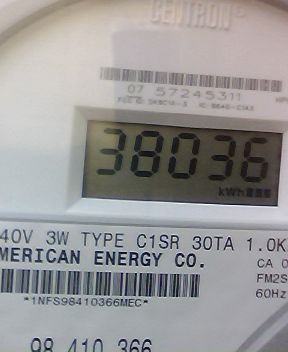 CENTRON®
07 57245311
38036
kWh
40V 3W TYPE C1SR 30TA 1.0K
MERICAN ENERGY CO.
CA 0
FM2S
60Hz
*1NFS98410366MEC*
98 410 366